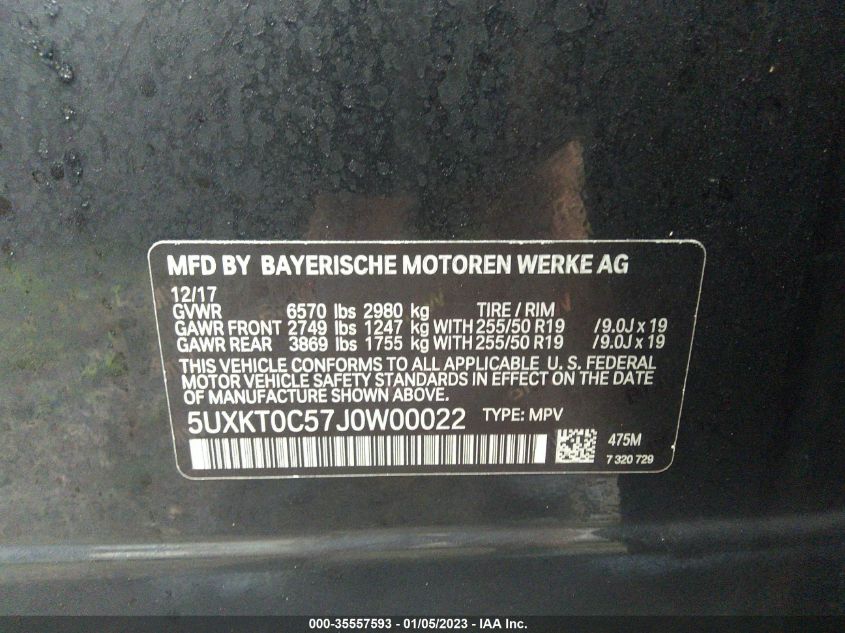 MFD BY BAYERISCHE MOTOREN WERKE AG
12/17
GVWR 6570 lbs 2980 kg TIRE / RIM
GAWR FRONT 2749 lbs 1247 kg WITH 255/50 R19 /9.0J x 19
GAWR REAR 3869 lbs 1755 kg WITH 255/50 R19 /9.0J x 19
THIS VEHICLE CONFORMS TO ALL APPLICABLE U. S. FEDERAL
MOTOR VEHICLE SAFETY STANDARDS IN EFFECT ON THE DATE
OF MANUFACTURE SHOWN ABOVE.
5UXKT0C57J0W00022 TYPE: MPV
475M
7 320 729
000-35557593 - 01/05/2023 - IAA Inc.